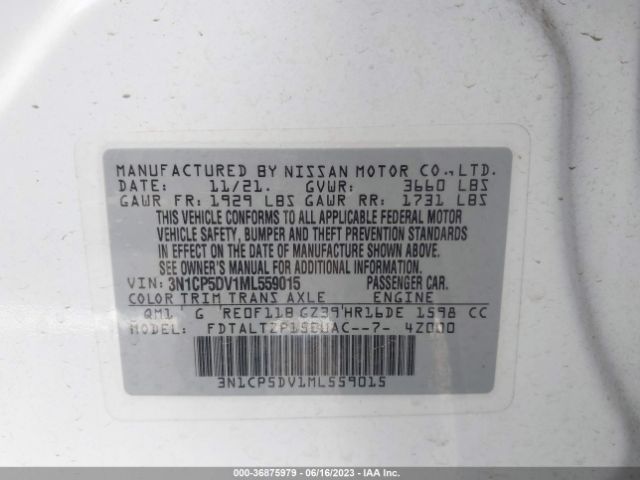 MANUFACTURED BY NISSAN MOTOR CO., LTD.
DATE: 11/21. GVWR: 3660 LBS
GAWR FR: 1929 LBS GAWR RR: 1731 LBS
THIS VEHICLE CONFORMS TO ALL APPLICABLE FEDERAL MOTOR
VEHICLE SAFETY, BUMPER AND THEFT PREVENTION STANDARDS
IN EFFECT ON THE DATE OF MANUFACTURE SHOWN ABOVE.
SEE OWNER'S MANUAL FOR ADDITIONAL INFORMATION.
VIN: 3N1CP5DV1ML559015 PASSENGER CAR.
COLOR TRIM TRANS AXLE ENGINE
QM1 G RE0F11B GZ39 HR16DE 1598 CC
MODEL 4Z000
3N1CP5DV1ML559015
000-36875979 - 06/16/2023 - IAA Inc.